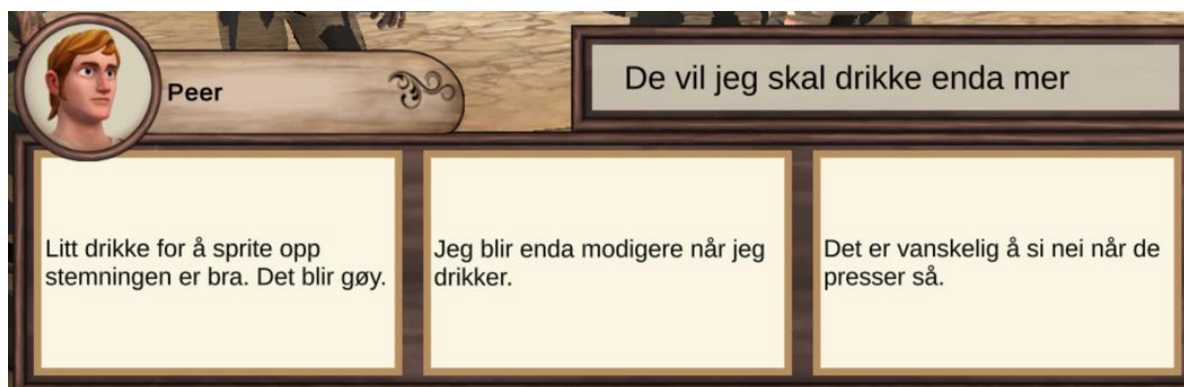 Peer
De vil jeg skal drikke enda mer
Litt drikke for å sprite opp
stemningen er bra. Det blir gøy.
Jeg blir enda modigere når jeg
drikker.
Det er vanskelig å si nei når de
presser så.